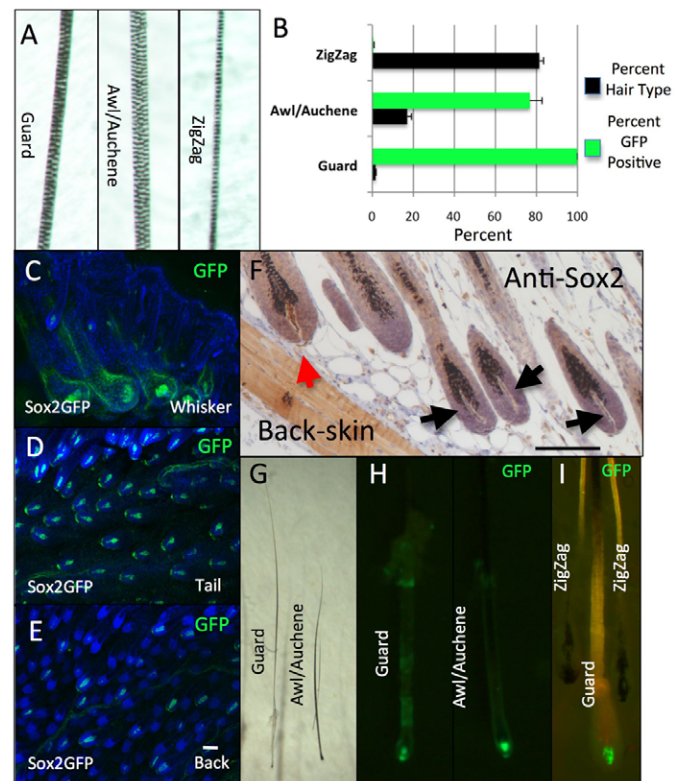 A
Guard
Awl/Auchene
ZigZag
B
ZigZag
Awl/Auchene
Guard
0
20
40
60
80
100
Percent
Percent
Hair Type
Percent
GFP
Positive
C
GFP
Sox2GFP
Whisker
D
GFP
Sox2GFP
Tail
E
GFP
Sox2GFP
Back
F
Anti-Sox2
Back-skin
G
Guard
Awl/Auchene
H
GFP
Guard
Awl/Auchene
I
GFP
ZigZag
Guard
ZigZag